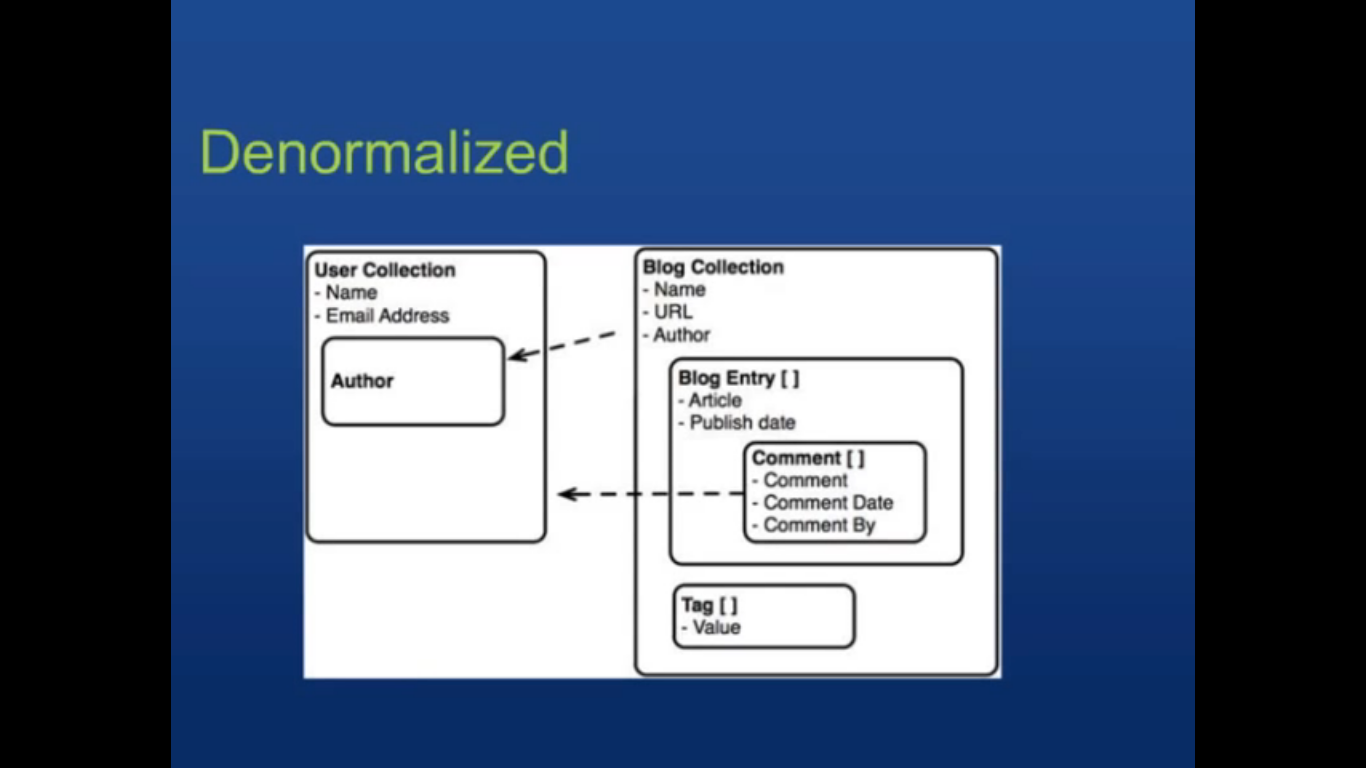 Denormalized
User Collection
- Name
- Email Address
Author
Blog Collection
- Name
- URL
- Author
Blog Entry [ ]
- Article
- Publish date
Comment [ ]
- Comment
- Comment Date
- Comment By
Tag [ ]
- Value